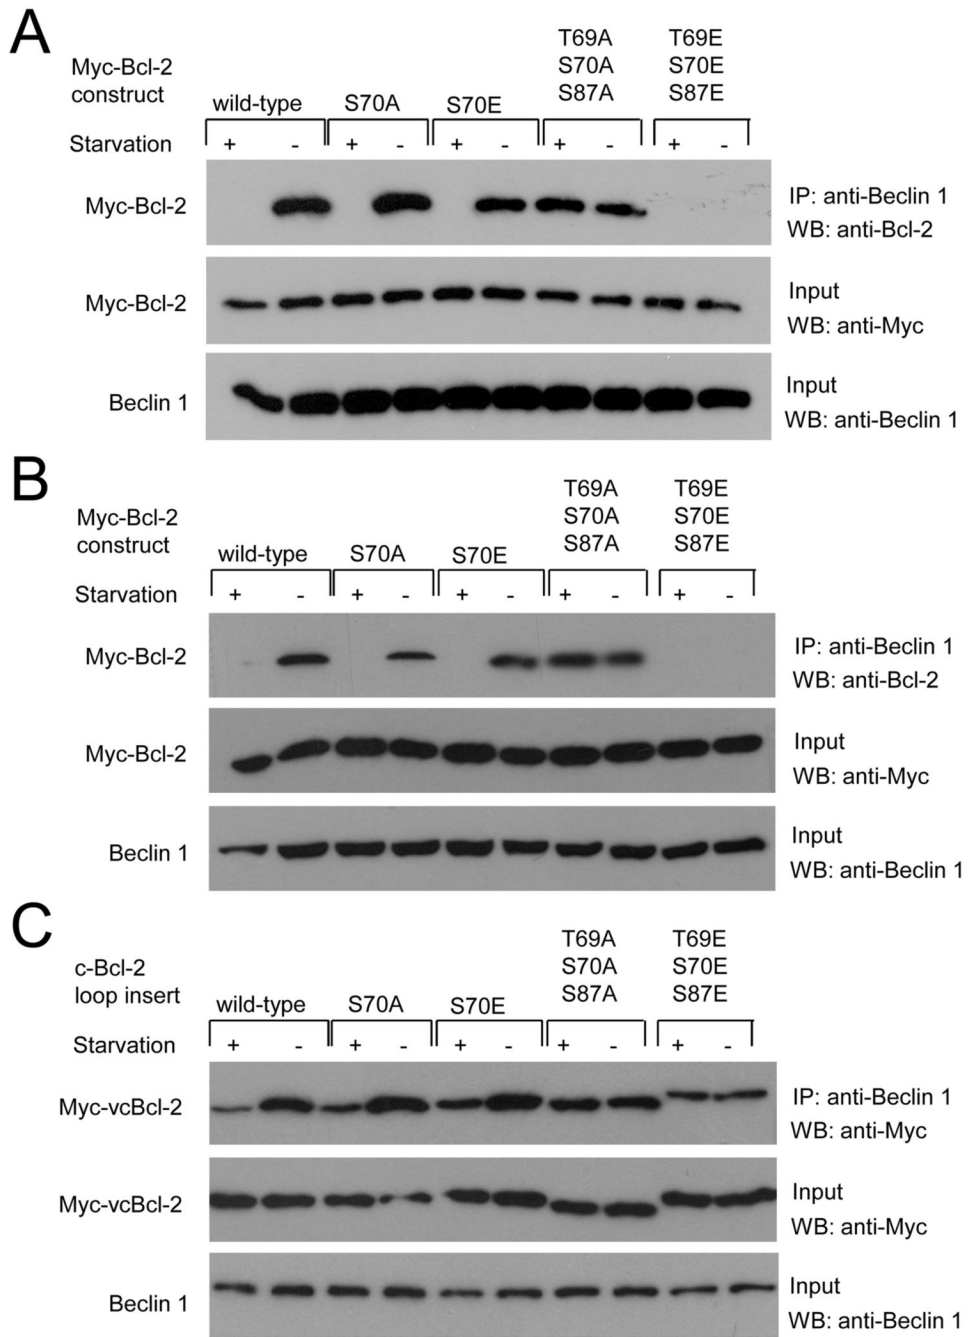 A
Myc-Bcl-2
construct
wild-type
S70A
S70E
T69A
S70A
S87A
T69E
S70E
S87E
Starvation + - + - + - + - + -
Myc-Bcl-2
IP: anti-Beclin 1
WB: anti-Bcl-2
Myc-Bcl-2
Input
WB: anti-Myc
Beclin 1
Input
WB: anti-Beclin 1
B
Myc-Bcl-2
construct
wild-type
S70A
S70E
T69A
S70A
S87A
T69E
S70E
S87E
Starvation + - + - + - + - + -
Myc-Bcl-2
IP: anti-Beclin 1
WB: anti-Bcl-2
Myc-Bcl-2
Input
WB: anti-Myc
Beclin 1
Input
WB: anti-Beclin 1
C
c-Bcl-2
loop insert
wild-type
S70A
S70E
T69A
S70A
S87A
T69E
S70E
S87E
Starvation + - + - + - + - + -
Myc-vcBcl-2
IP: anti-Beclin 1
WB: anti-Myc
Myc-vcBcl-2
Input
WB: anti-Myc
Beclin 1
Input
WB: anti-Beclin 1